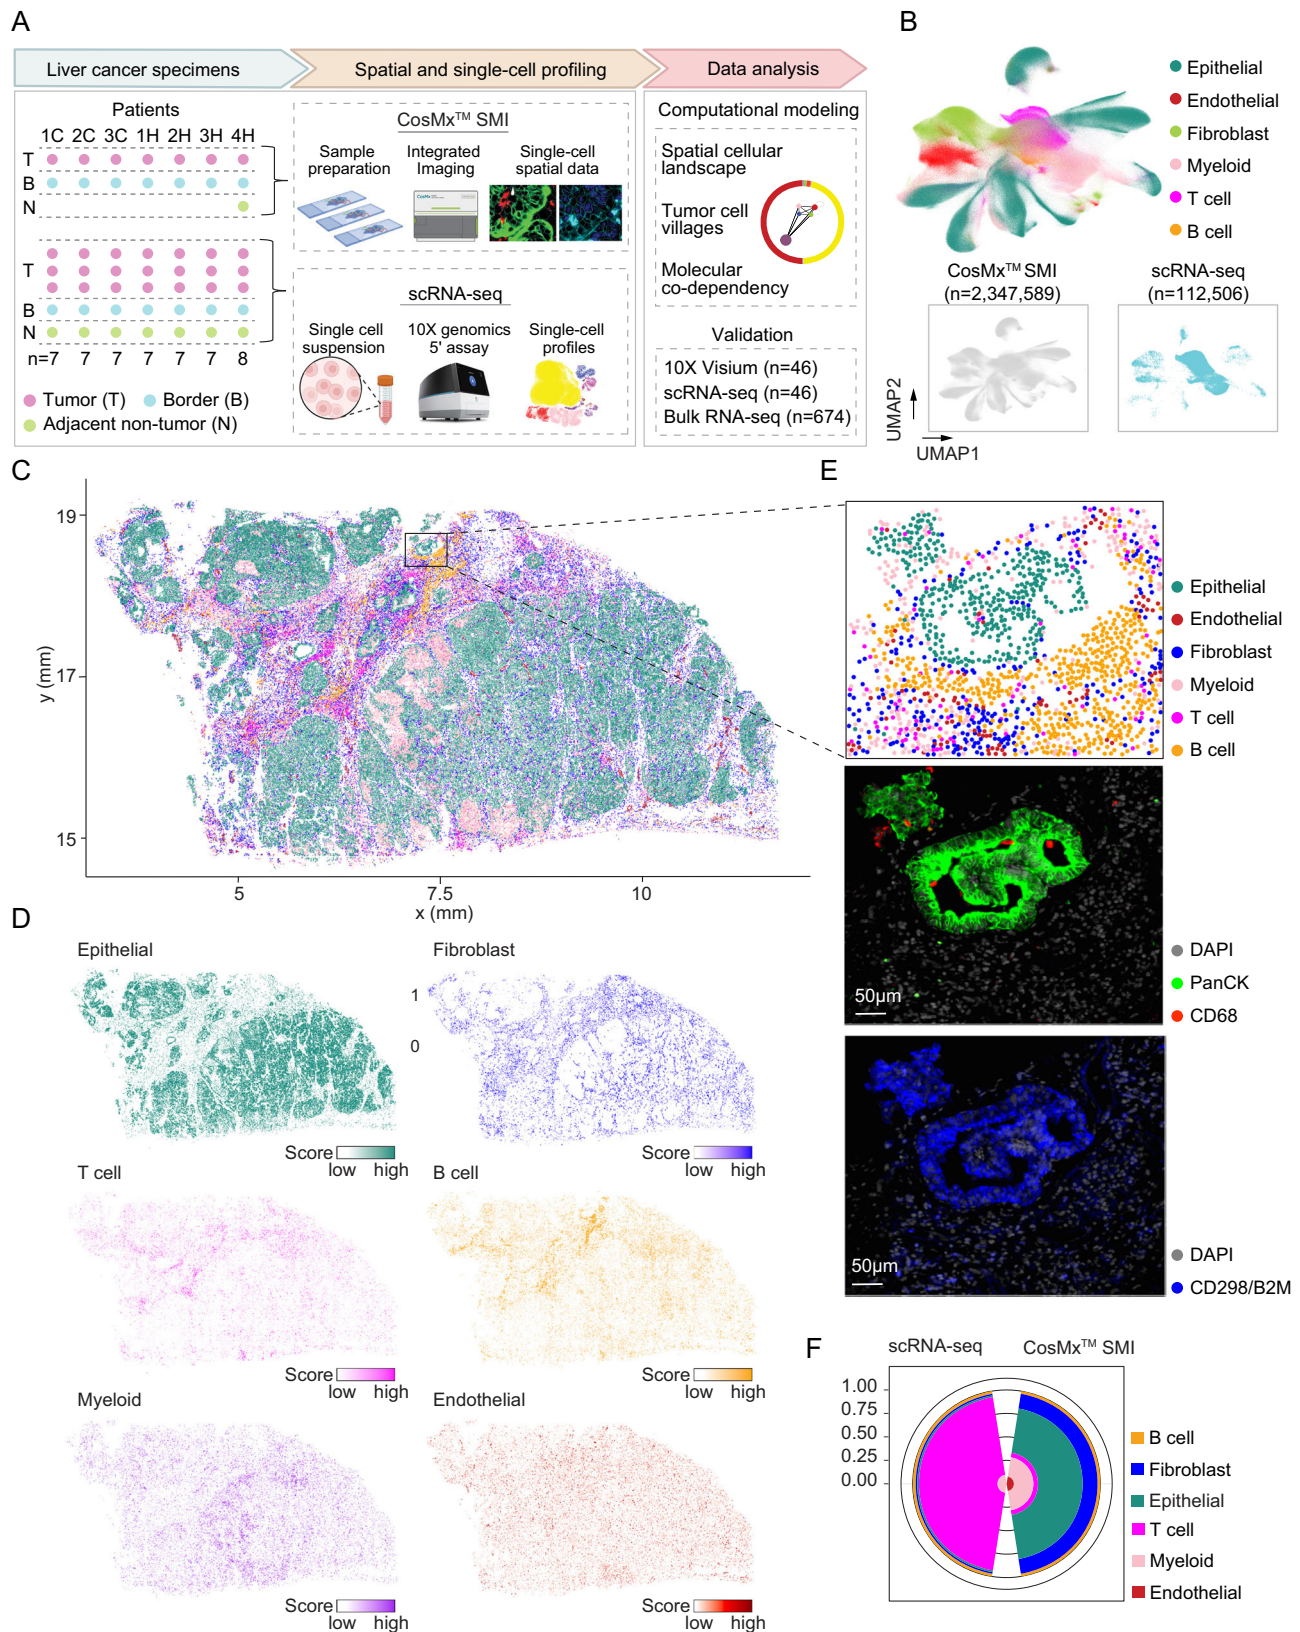 A
Liver cancer specimens
Spatial and single-cell profiling
Data analysis
Patients
1C 2C 3C 1H 2H 3H 4H
T
B
N
T
B
N
n=7 7 7 7 7 7 8
Tumor (T)
Border (B)
Adjacent non-tumor (N)
CosMx™ SMI
Sample preparation
Integrated Imaging
Single-cell spatial data
scRNA-seq
Single cell suspension
10X genomics 5' assay
Single-cell profiles
Computational modeling
Spatial cellular landscape
Tumor cell villages
Molecular co-dependency
Validation
10X Visium (n=46)
scRNA-seq (n=46)
Bulk RNA-seq (n=674)
B
Epithelial
Endothelial
Fibroblast
Myeloid
T cell
B cell
CosMx™ SMI
(n=2,347,589)
scRNA-seq
(n=112,506)
UMAP2
UMAP1
C
19
17
15
y (mm)
5
7.5
10
x (mm)
D
Epithelial
Score
low high
Fibroblast
1
0
Score
low high
T cell
Score
low high
B cell
Score
low high
Myeloid
Score
low high
Endothelial
Score
low high
E
Epithelial
Endothelial
Fibroblast
Myeloid
T cell
B cell
50µm
DAPI
PanCK
CD68
50µm
DAPI
CD298/B2M
F
scRNA-seq
CosMx™ SMI
1.00
0.75
0.50
0.25
0.00
B cell
Fibroblast
Epithelial
T cell
Myeloid
Endothelial